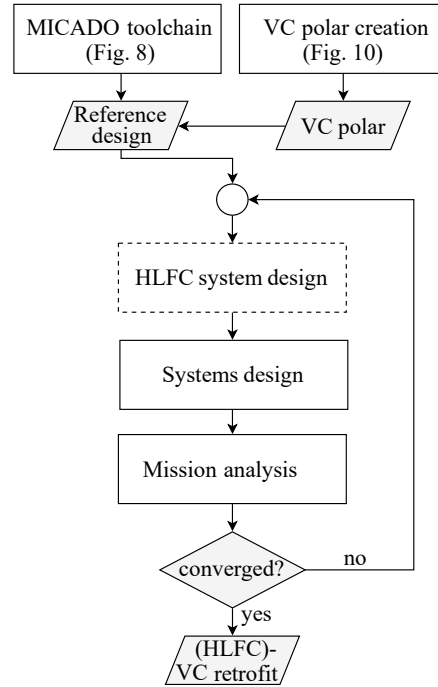 MICADO toolchain
(Fig. 8)
VC polar creation
(Fig. 10)
Reference
design
VC polar
HLFC system design
Systems design
Mission analysis
converged?
no
yes
(HLFC)-
VC retrofit